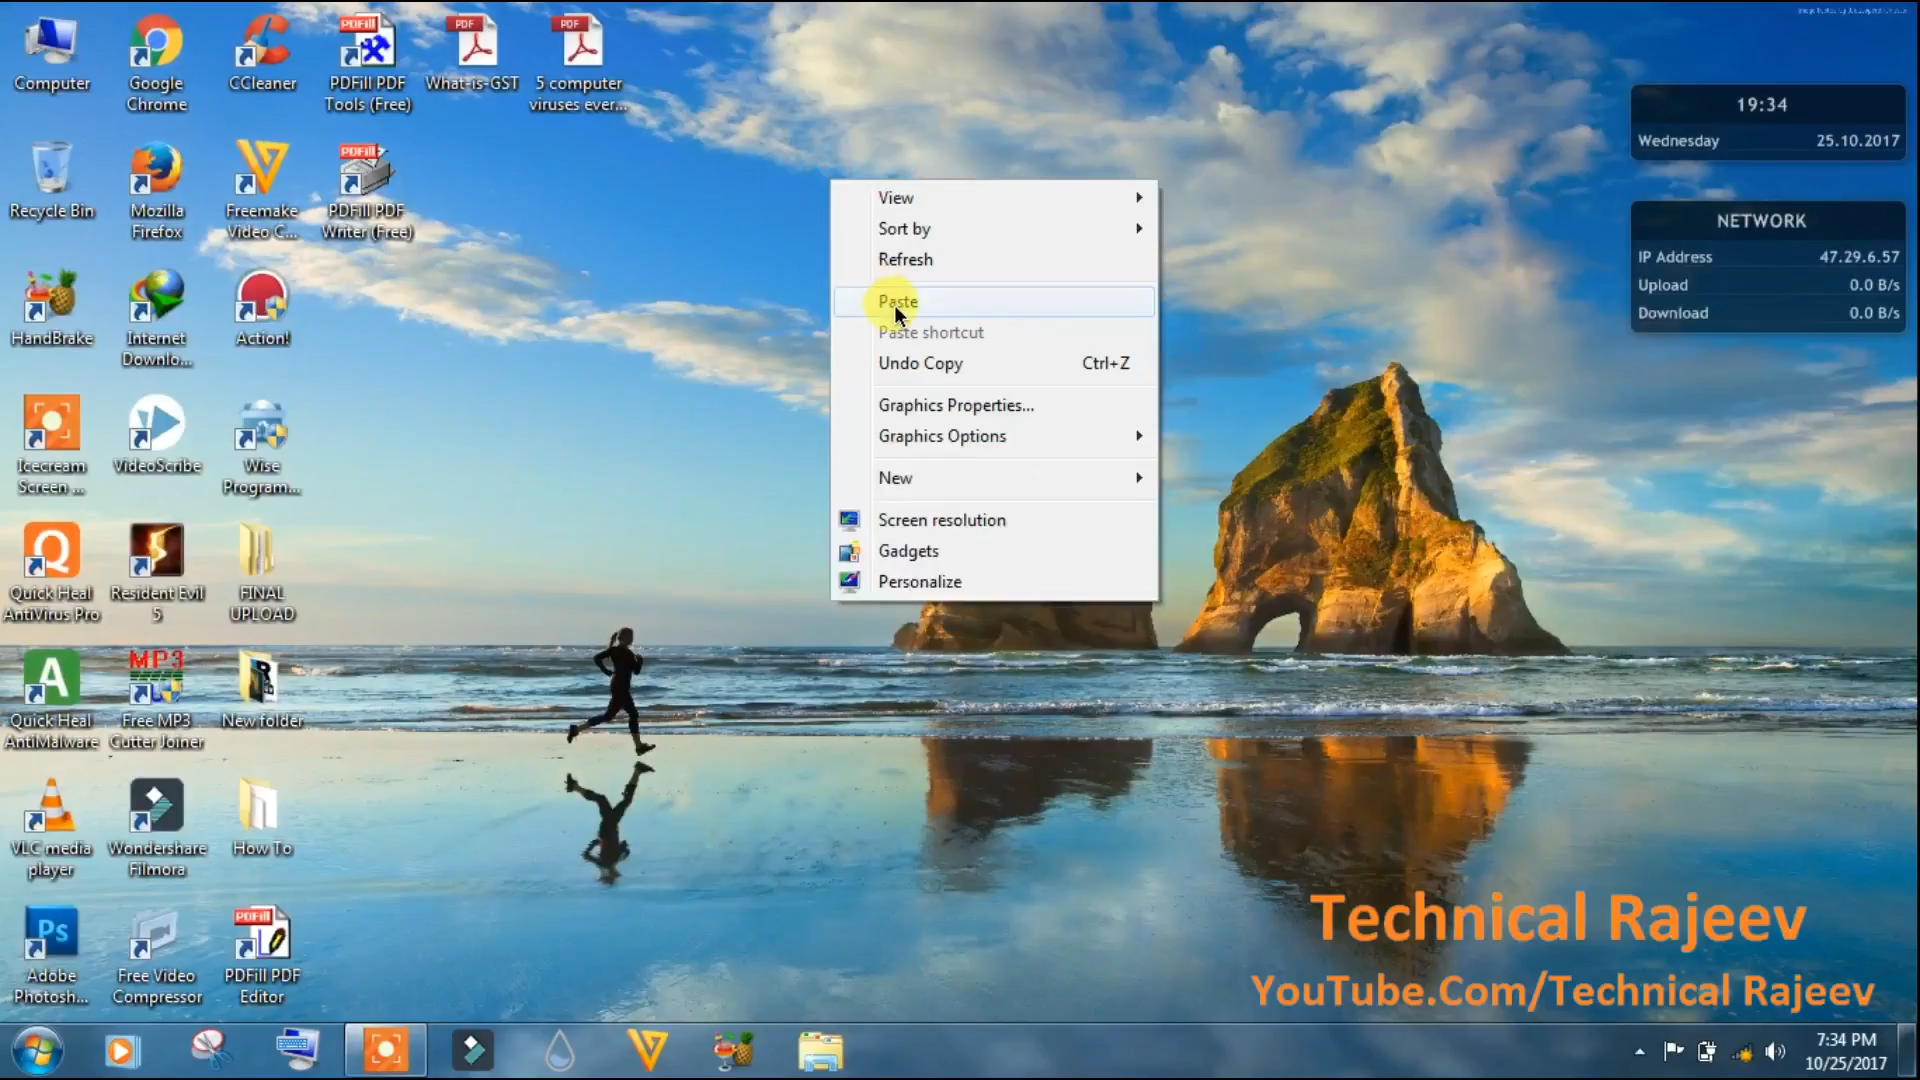 Computer
Google
Chrome
CCleaner
PDFill PDF
Tools (Free)
What-is-GST
5 computer
viruses ever...
Recycle Bin
Mozilla
Firefox
Freemake
Video C...
PDFill PDF
Writer (Free)
HandBrake
Internet
Downlo...
Action!
Icecream
Screen ...
VideoScribe
Wise
Program...
Quick Heal
AntiVirus Pro
Resident Evil
5
FINAL
UPLOAD
Quick Heal
AntiMalware
MP3
Free MP3
Cutter Joiner
New folder
VLC media
player
Wondershare
Filmora
How To
Ps
Adobe
Photosh...
Free Video
Compressor
PDFill
PDFill PDF
Editor
View
Sort by
Refresh
Paste
Paste shortcut
Undo Copy Ctrl+Z
Graphics Properties...
Graphics Options
New
Screen resolution
Gadgets
Personalize
19:34
Wednesday 25.10.2017
NETWORK
IP Address 47.29.6.57
Upload 0.0 B/s
Download 0.0 B/s
Technical Rajeev
YouTube.Com/Technical Rajeev
7:34 PM
10/25/2017